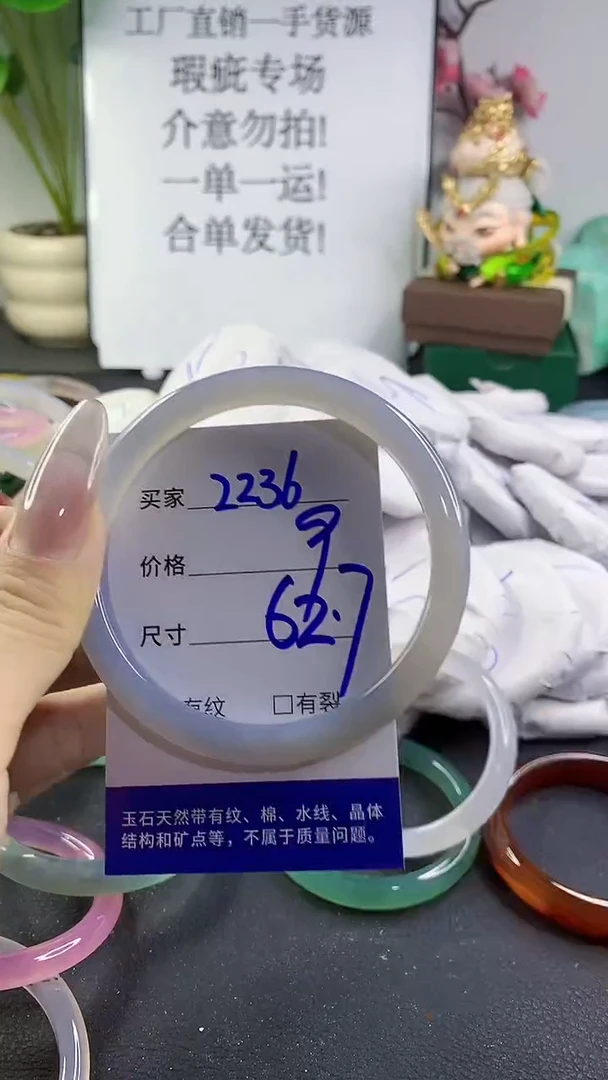 工厂直销一手货源
瑕疵专场
介意勿拍!
一单一运!
合单发货!
买家 2236
价格 9
尺寸 62.7
有纹 □有裂
玉石天然带有纹、棉、水线、晶体
结构和矿点等，不属于质量问题。